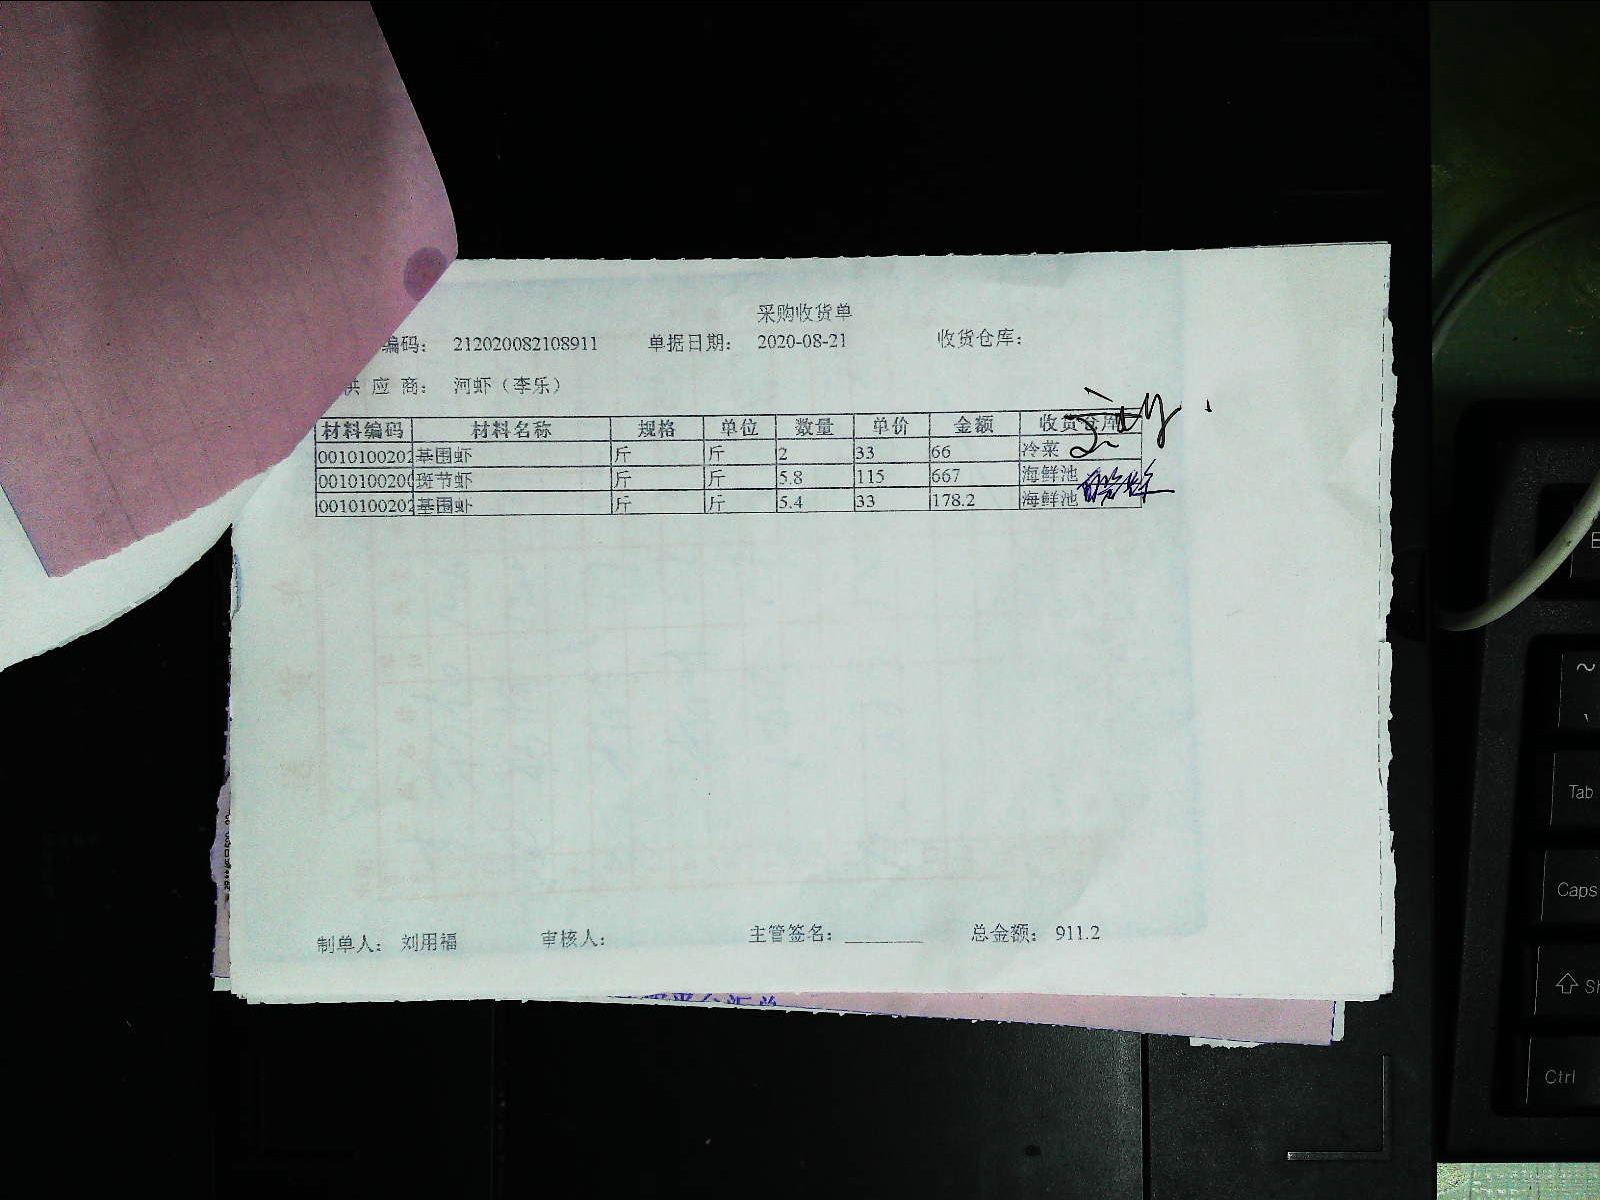 采购收货单
编码： 212020082108911 单据日期： 2020-08-21 收货仓库：
供 应 商： 河虾（李乐）
材料编码 材料名称 规格 单位 数量 单价 金额 收货仓库
0010100202 基围虾 斤 斤 2 33 66 冷菜
0010100200 斑节虾 斤 斤 5.8 115 667 海鲜池
0010100202 基围虾 斤 斤 5.4 33 178.2 海鲜池
制单人： 刘用福 审核人： 主管签名： 总金额： 911.2
~
Tab
Caps
Ctrl